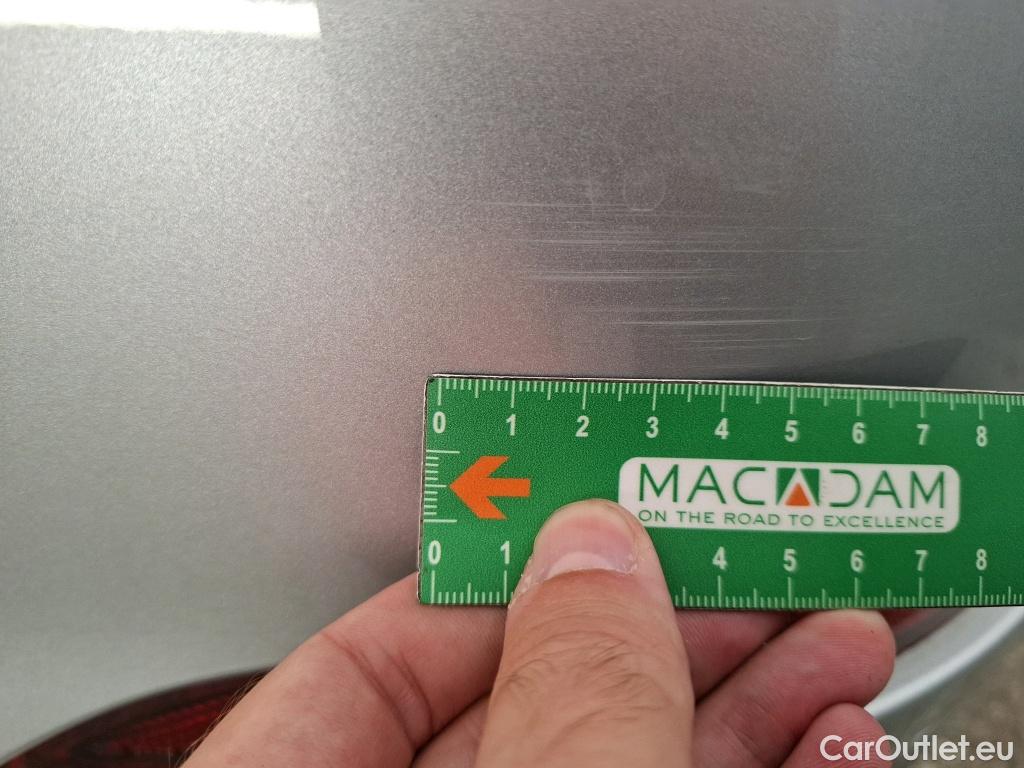 0 1 2 3 4 5 6 7 8
MACADAM
ON THE ROAD TO EXCELLENCE
0 1 4 5 6 7 8
CarOutlet.eu